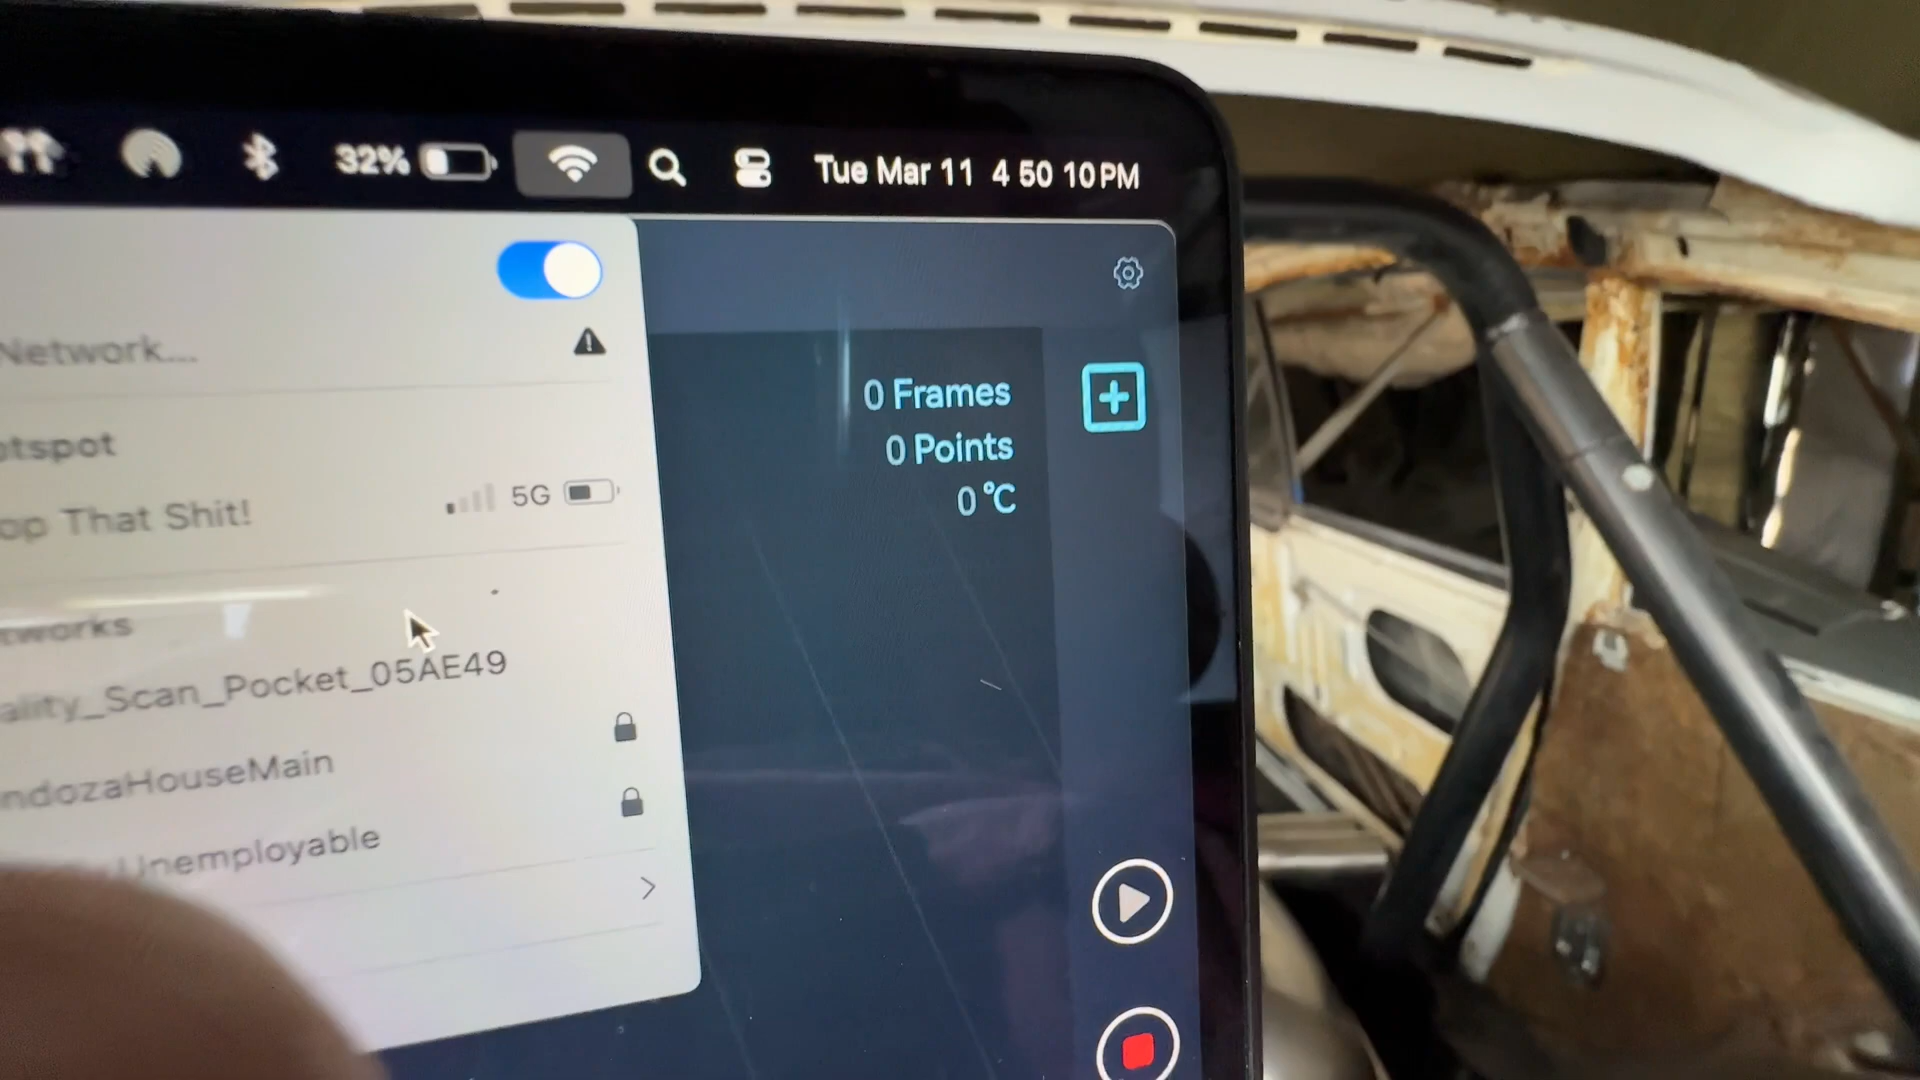 32% Tue Mar 11 4 50 10 PM
Network...
otspot
op That Shit! 5G
tworks
ality_Scan_Pocket_05AE49
ndozaHouseMain
Unemployable
0 Frames
0 Points
0 °C